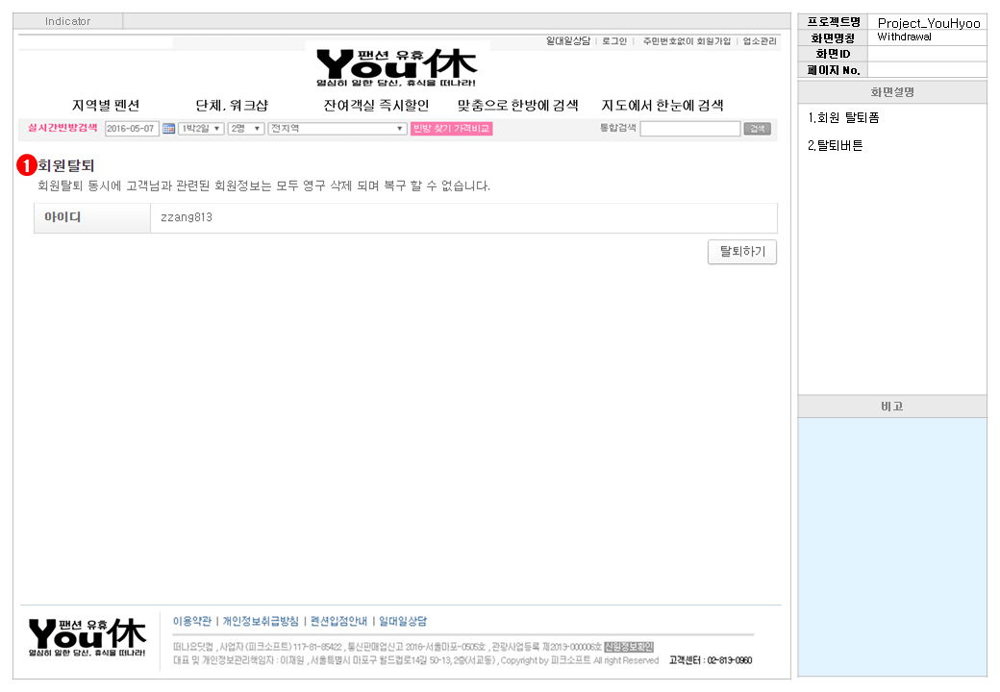 Indicator
일대일상담 | 로그인 | 주민번호없이 회원가입 | 업소관리
You休
팬션 유휴
열심히 일한 당신, 휴식을 떠나라!
지역별 펜션 단체, 워크샵 잔여객실 즉시할인 맞춤으로 한방에 검색 지도에서 한눈에 검색
실시간빈방검색 2016-05-07 1박2일 ▼ 2명 ▼ 전지역 ▼ 빈방 찾기 가격비교 통합검색 검색
1 회원탈퇴
회원탈퇴 동시에 고객님과 관련된 회원정보는 모두 영구 삭제 되며 복구 할 수 없습니다.
아이디 zzang813
탈퇴하기
You休
팬션 유휴
열심히 일한 당신, 휴식을 떠나라!
이용약관 | 개인정보취급방침 | 펜션입점안내 | 일대일상담
떠나요닷컴 , 사업자 (피크소프트) 117-81-85422 , 통신판매업신고 2016-서울마포-0505호 , 관광사업등록 제2013-000006호 신원정보확인
대표 및 개인정보관리책임자 : 이재원 , 서울특별시 마포구 월드컵로14길 50-13, 2층(서교동) , Copyright by 피크소프트 All right Reserved 고객센터 : 02-813-0960
프로젝트명 Project_YouHyoo
화면명칭 Withdrawal
화면ID
페이지 No.
화면설명
1.회원 탈퇴폼
2.탈퇴버튼
비고